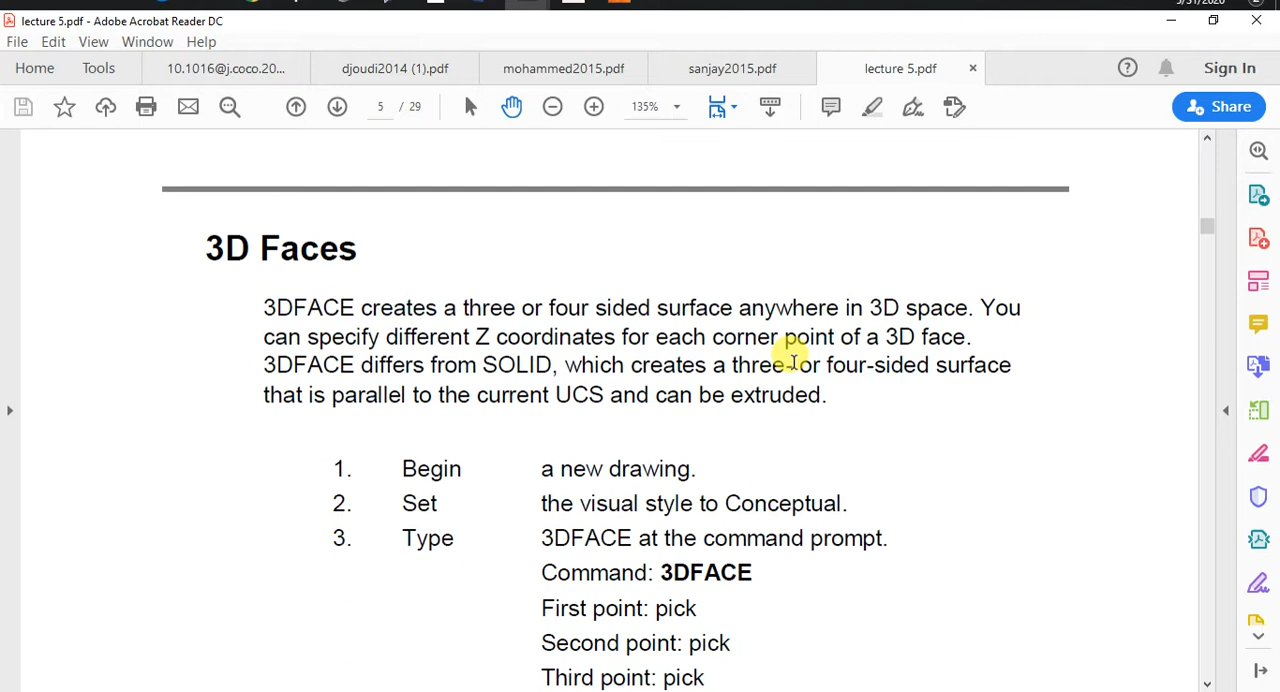 5/31/2020
lecture 5.pdf - Adobe Acrobat Reader DC
File Edit View Window Help
Home Tools 10.1016@j.coco.20... djoudi2014 (1).pdf mohammed2015.pdf sanjay2015.pdf lecture 5.pdf × Sign In
5 / 29 135% Share
3D Faces
3DFACE creates a three or four sided surface anywhere in 3D space. You
can specify different Z coordinates for each corner point of a 3D face.
3DFACE differs from SOLID, which creates a three- or four-sided surface
that is parallel to the current UCS and can be extruded.
1. Begin a new drawing.
2. Set the visual style to Conceptual.
3. Type 3DFACE at the command prompt.
Command: 3DFACE
First point: pick
Second point: pick
Third point: pick